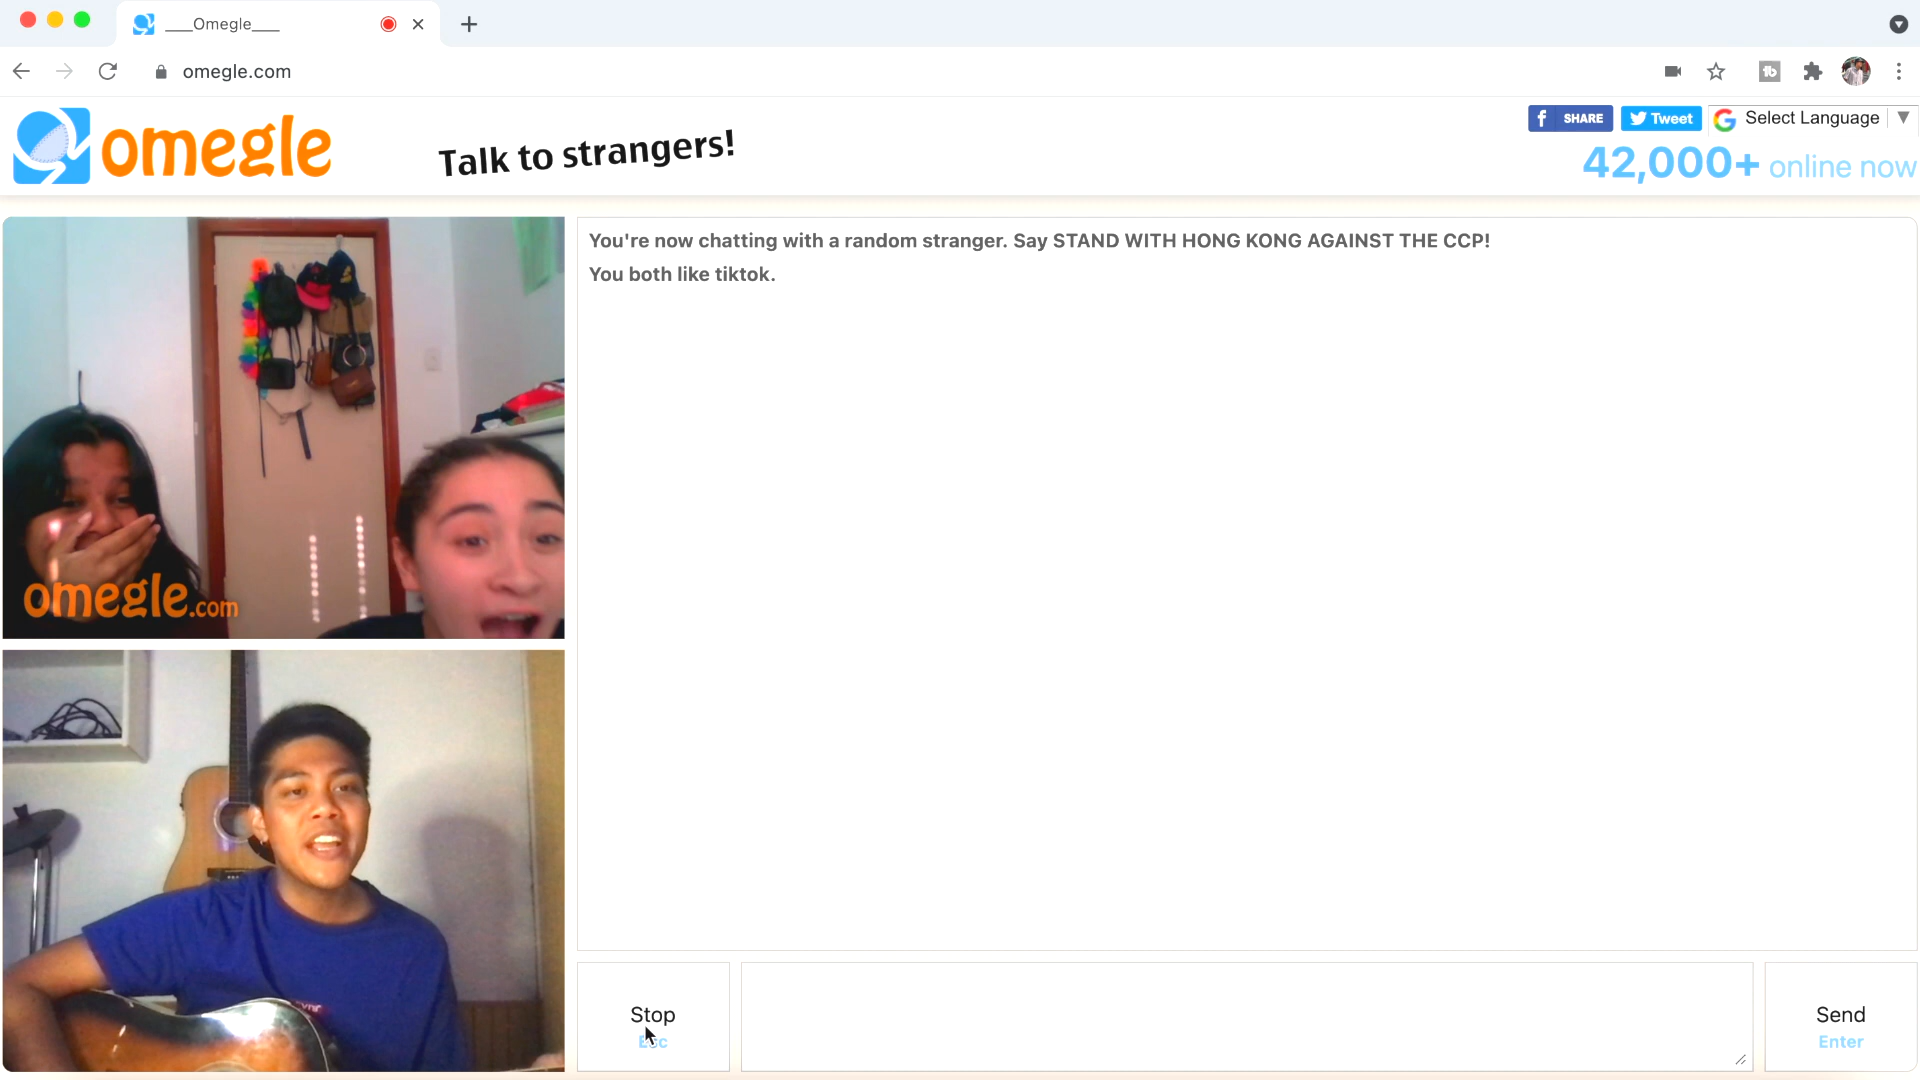 ____Omegle____
omegle.com
omegle
Talk to strangers!
f SHARE
Tweet
G Select Language ▼
42,000+ online now
You're now chatting with a random stranger. Say STAND WITH HONG KONG AGAINST THE CCP!
You both like tiktok.
omegle.com
Stop
Esc
Send
Enter